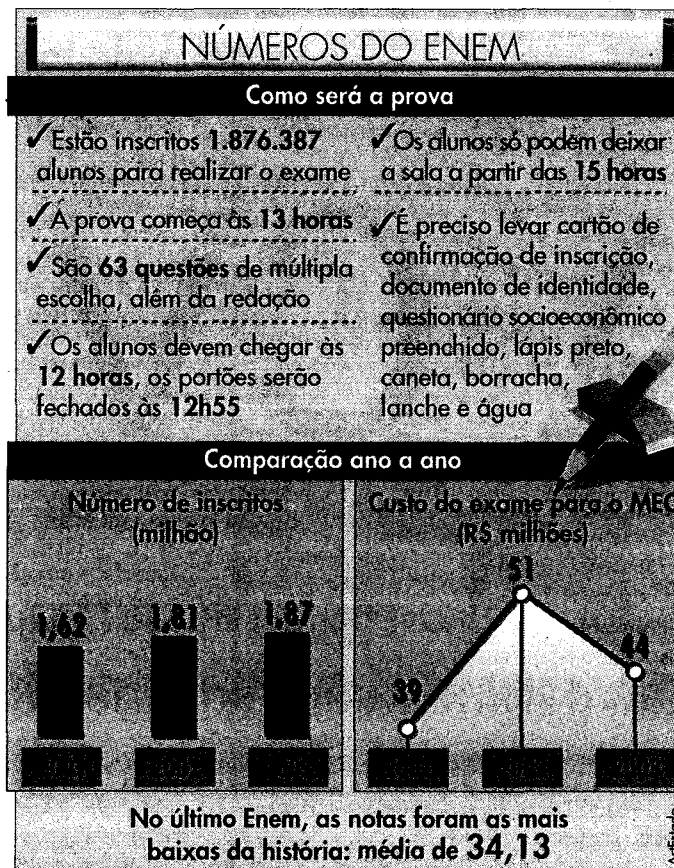 NÚMEROS DO ENEM
Como será a prova
✓Estão inscritos 1.876.387
alunos para realizar o exame
✓A prova começa às 13 horas
✓São 63 questões de múltipla
escolha, além da redação
✓Os alunos devem chegar às
12 horas, os portões serão
fechados às 12h55
✓Os alunos só podem deixar
a sala a partir das 15 horas
✓É preciso levar cartão de
confirmação de inscrição,
documento de identidade,
questionário socioeconômico
preenchido, lápis preto,
caneta, borracha,
lanche e água
Comparação ano a ano
Número de inscritos
(milhão)
1,62
1,81
1,87
Custo do exame para o MEC
(R$ milhões)
39
51
44
No último Enem, as notas foram as mais
baixas da história: média de 34,13